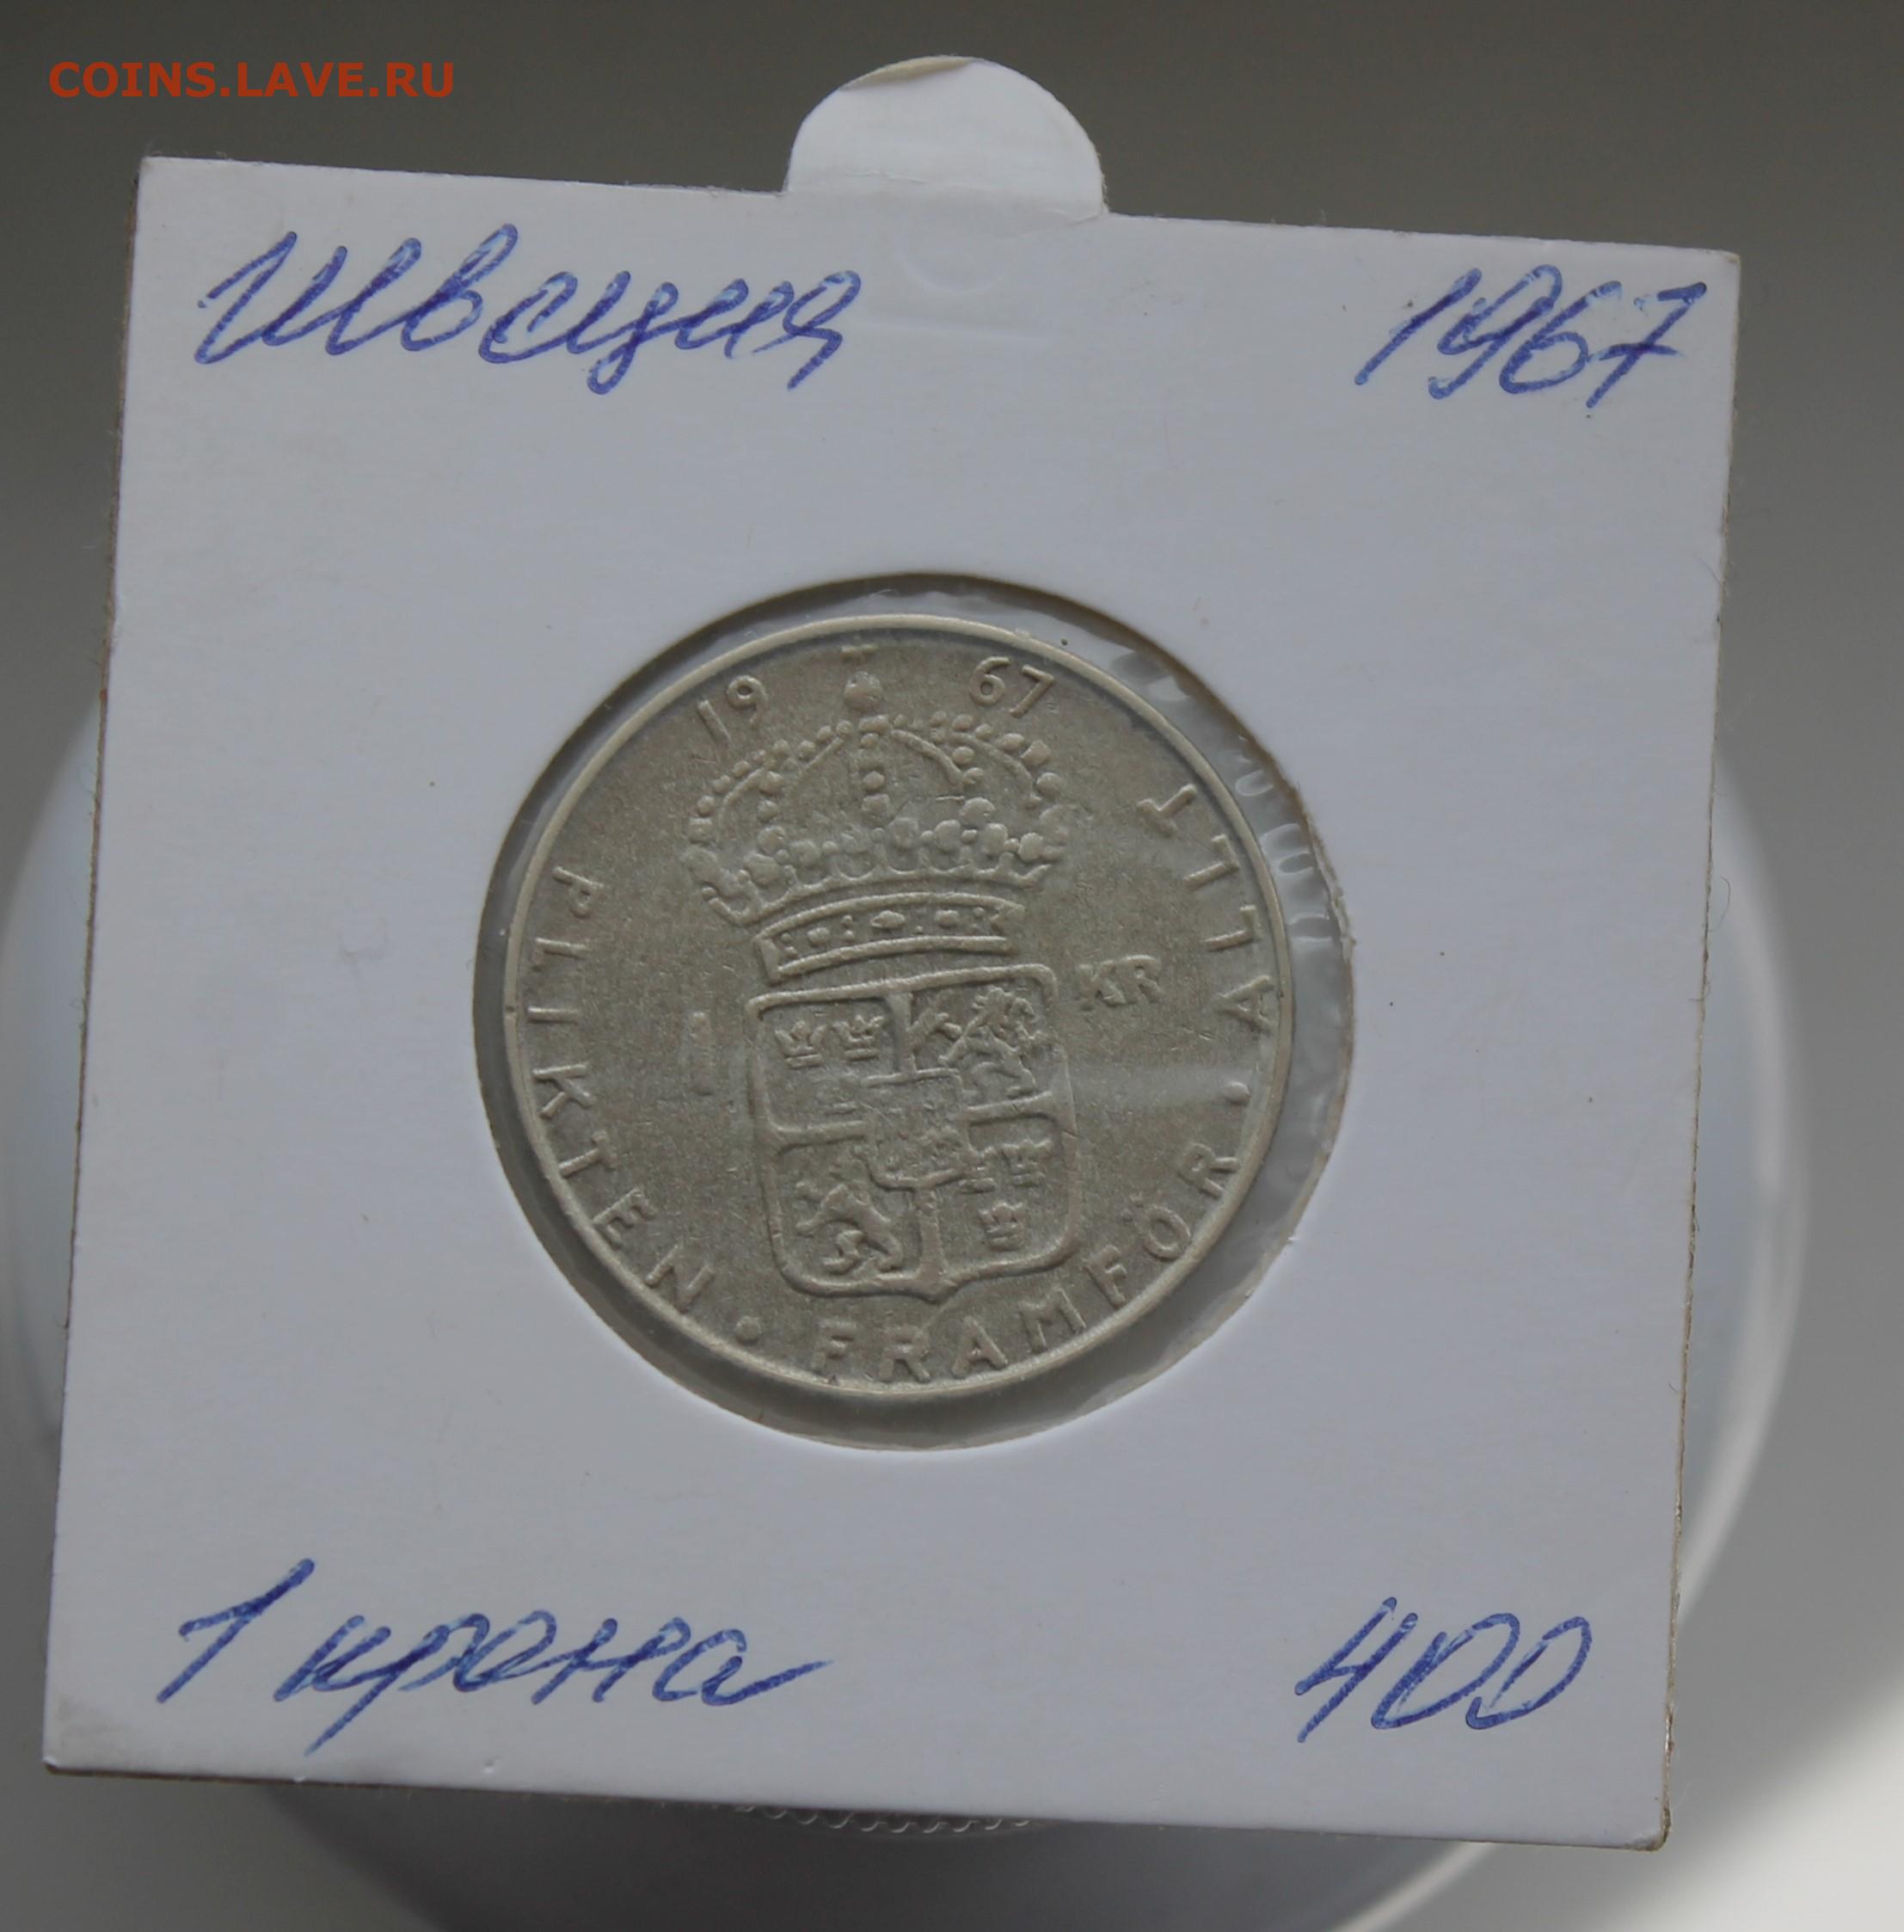 COINS.LAVE.RU
Швеция 1967
19 67
1 KR
PLIKTEN · FRAMFÖR · ALLT
1 крона 400